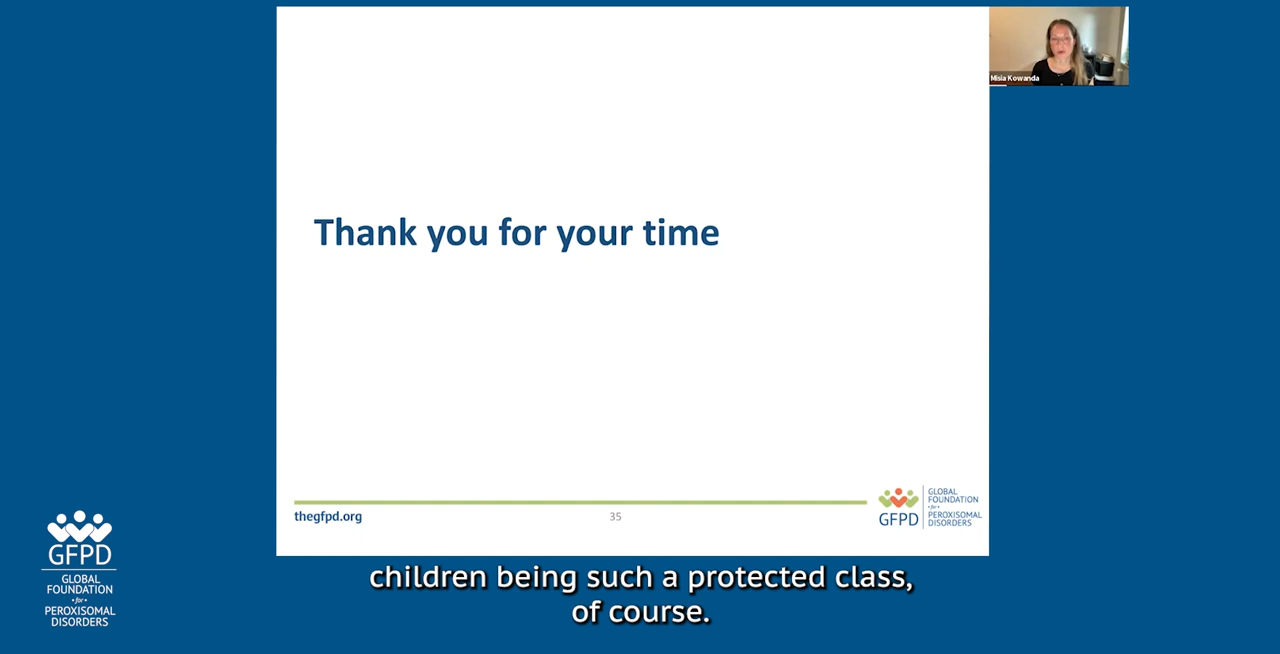 Misia Kowanda
Thank you for your time
thegfpd.org
35
GFPD
GLOBAL
FOUNDATION
for
PEROXISOMAL
DISORDERS
GFPD
GLOBAL
FOUNDATION
•for•
PEROXISOMAL
DISORDERS
children being such a protected class,
of course.